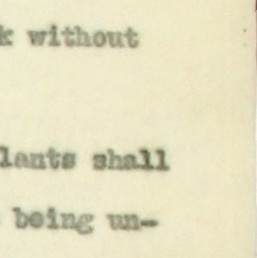 k without
lants shall
being un-